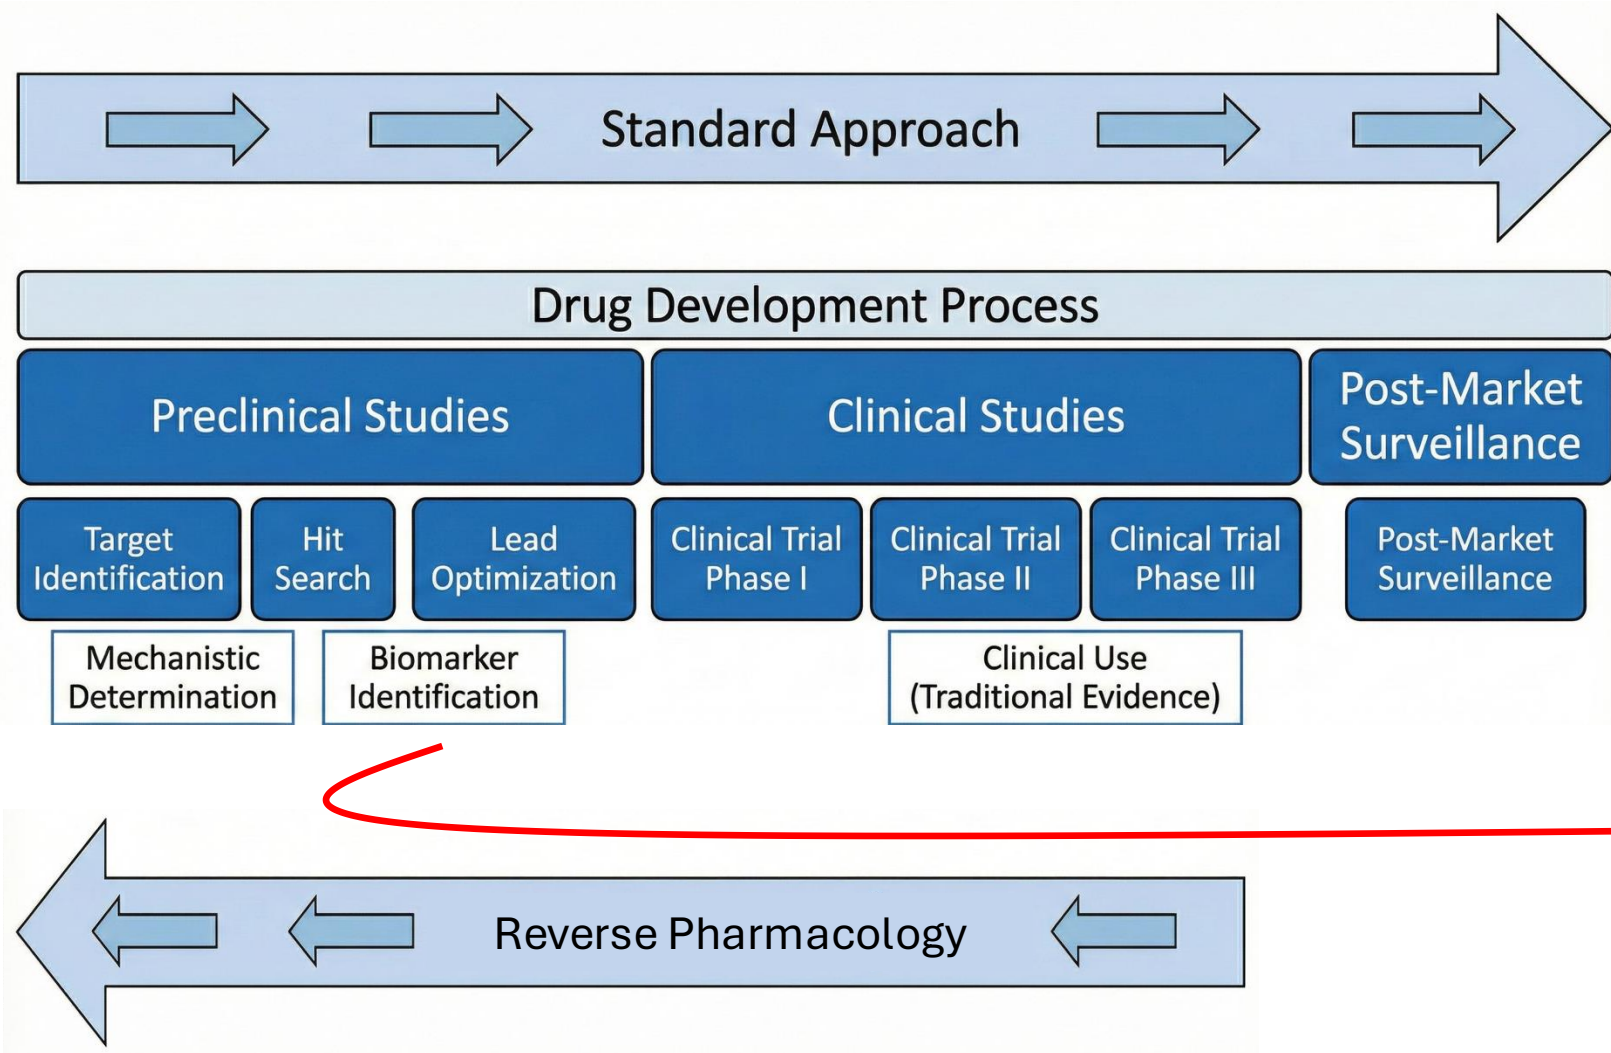 Standard Approach
Drug Development Process
Preclinical Studies
Clinical Studies
Post-Market
Surveillance
Target
Identification
Hit
Search
Lead
Optimization
Clinical Trial
Phase I
Clinical Trial
Phase II
Clinical Trial
Phase III
Post-Market
Surveillance
Mechanistic
Determination
Biomarker
Identification
Clinical Use
(Traditional Evidence)
Reverse Pharmacology